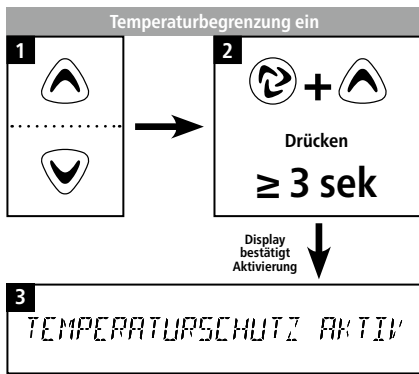 Temperaturbegrenzung ein
1
2
+
Drücken
≥ 3 sek
Display
bestätigt
Aktivierung
3
TEMPERATURSCHUTZ AKTIV